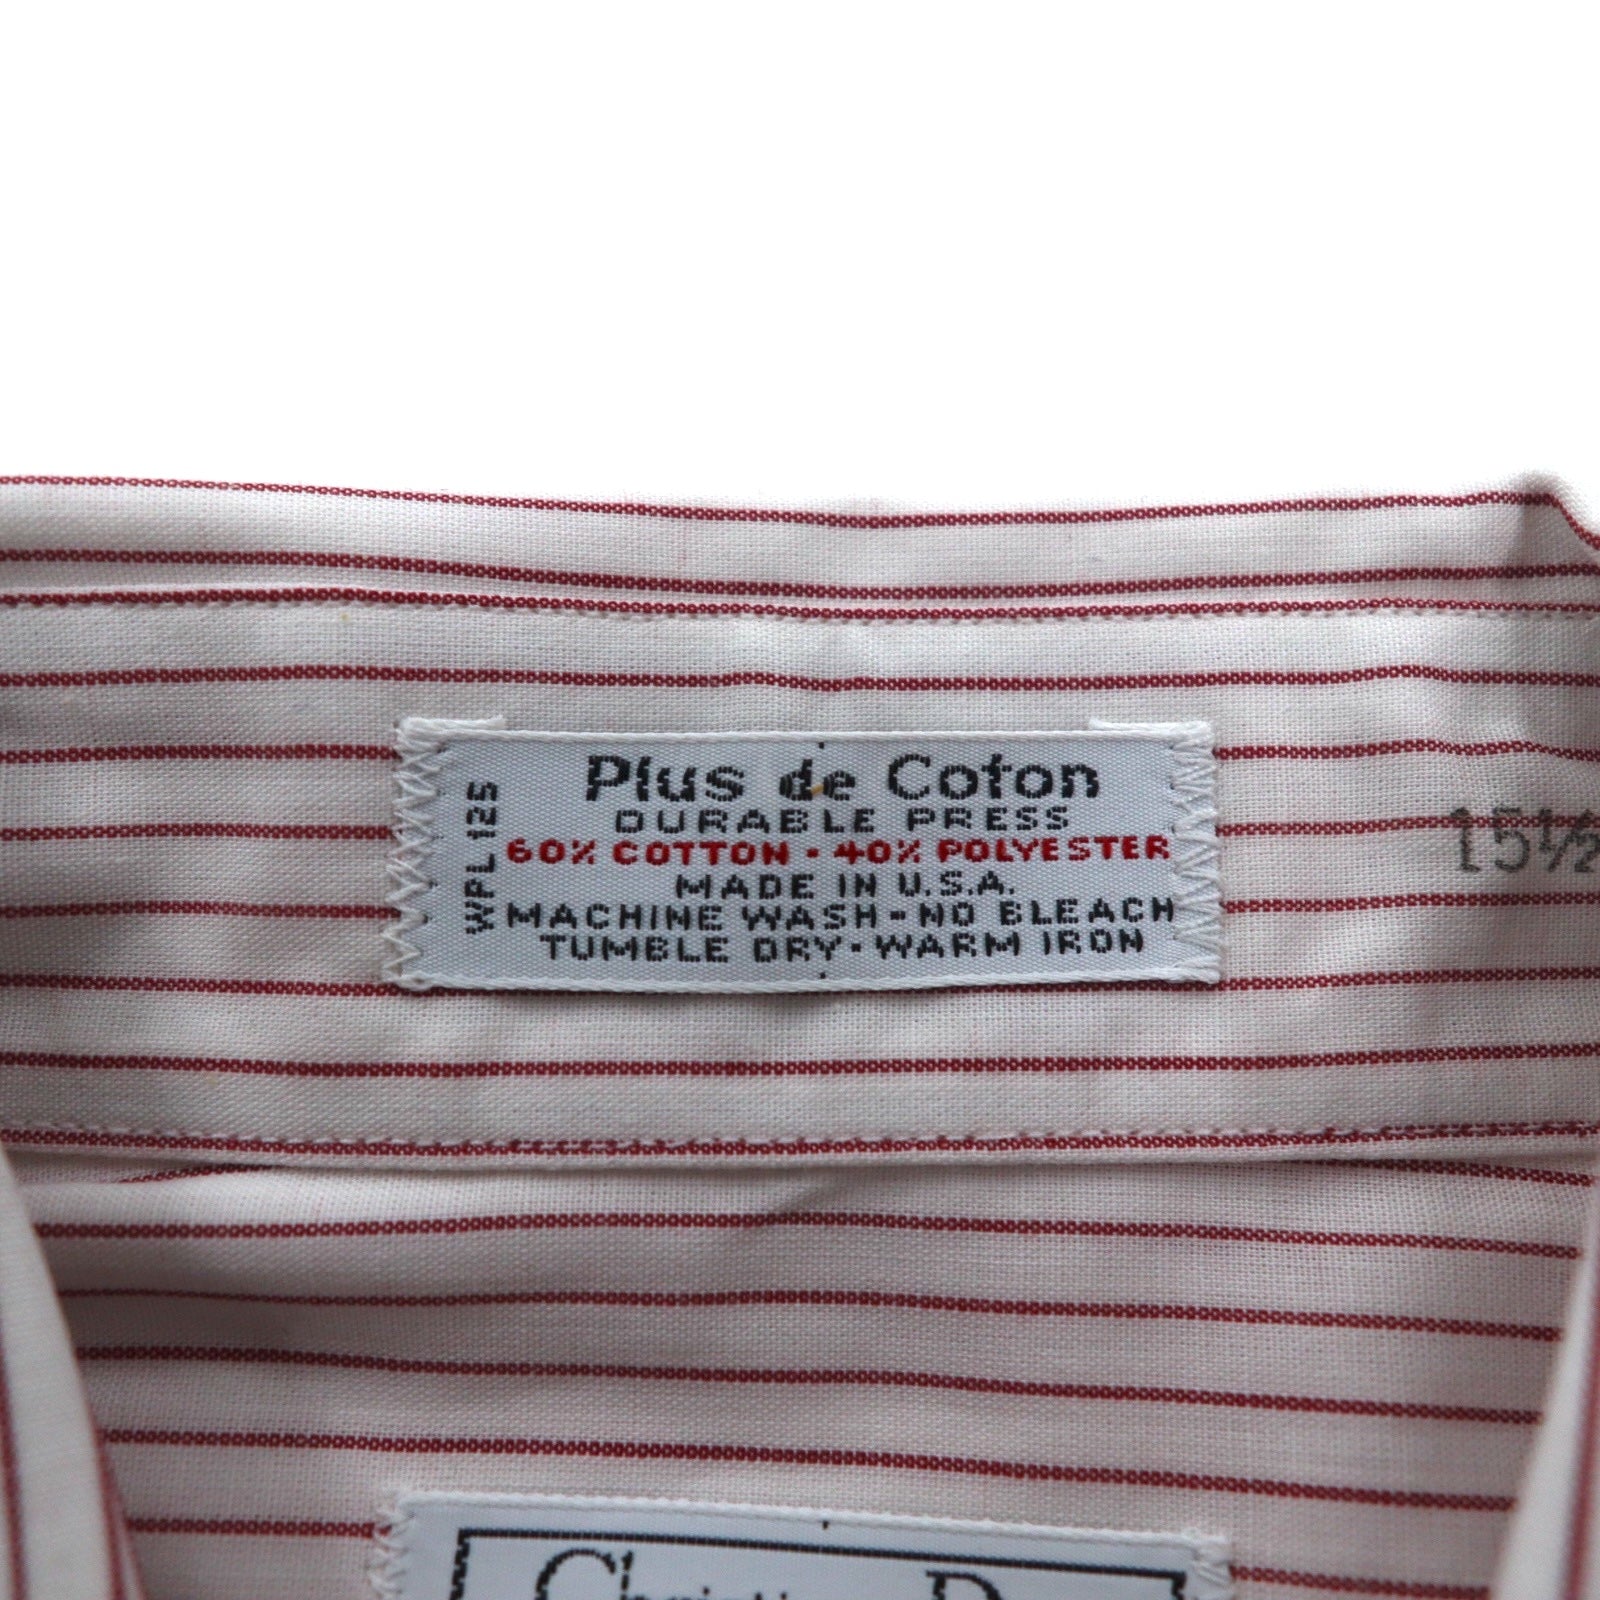 Plus de Coton
DURABLE PRESS
60% COTTON - 40% POLYESTER
MADE IN U.S.A.
MACHINE WASH - NO BLEACH
TUMBLE DRY - WARM IRON
WPL 125
15½
Christian